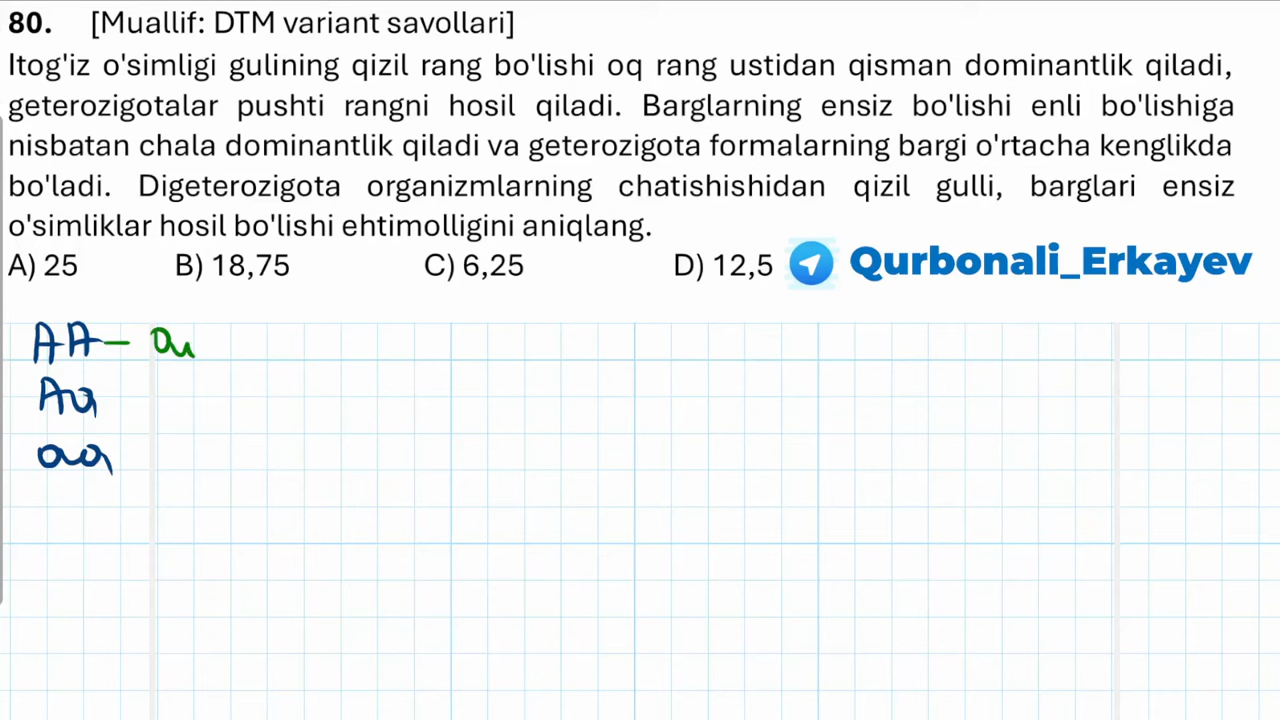 80. [Muallif: DTM variant savollari]
Itog'iz o'simligi gulining qizil rang bo'lishi oq rang ustidan qisman dominantlik qiladi,
geterozigotalar pushti rangni hosil qiladi. Barglarning ensiz bo'lishi enli bo'lishiga
nisbatan chala dominantlik qiladi va geterozigota formalarning bargi o'rtacha kenglikda
bo'ladi. Digeterozigota organizmlarning chatishishidan qizil gulli, barglari ensiz
o'simliklar hosil bo'lishi ehtimolligini aniqlang.
A) 25 B) 18,75 C) 6,25 D) 12,5 Qurbonali_Erkayev
AA —
Aa
aa